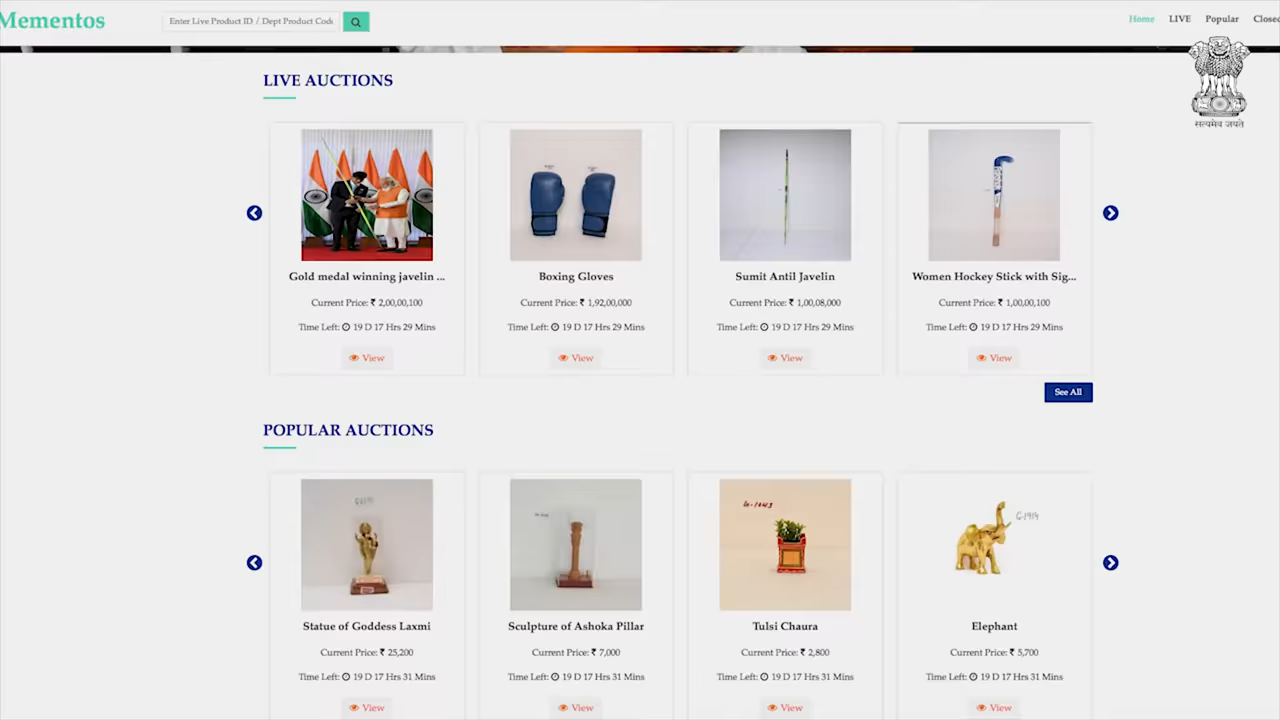 Mementos
Enter Live Product ID / Dept Product Code
Home LIVE Popular Closed
सत्यमेव जयते
LIVE AUCTIONS
Gold medal winning javelin ...
Current Price: ₹ 2,00,00,100
Time Left: 19 D 17 Hrs 29 Mins
View
Boxing Gloves
Current Price: ₹ 1,92,00,000
Time Left: 19 D 17 Hrs 29 Mins
View
Sumit Antil Javelin
Current Price: ₹ 1,00,08,000
Time Left: 19 D 17 Hrs 29 Mins
View
Women Hockey Stick with Sig...
Current Price: ₹ 1,00,00,100
Time Left: 19 D 17 Hrs 29 Mins
View
See All
POPULAR AUCTIONS
Statue of Goddess Laxmi
Current Price: ₹ 25,200
Time Left: 19 D 17 Hrs 31 Mins
View
Sculpture of Ashoka Pillar
Current Price: ₹ 7,000
Time Left: 19 D 17 Hrs 31 Mins
View
Tulsi Chaura
Current Price: ₹ 2,800
Time Left: 19 D 17 Hrs 31 Mins
View
G-1914
Elephant
Current Price: ₹ 5,700
Time Left: 19 D 17 Hrs 31 Mins
View